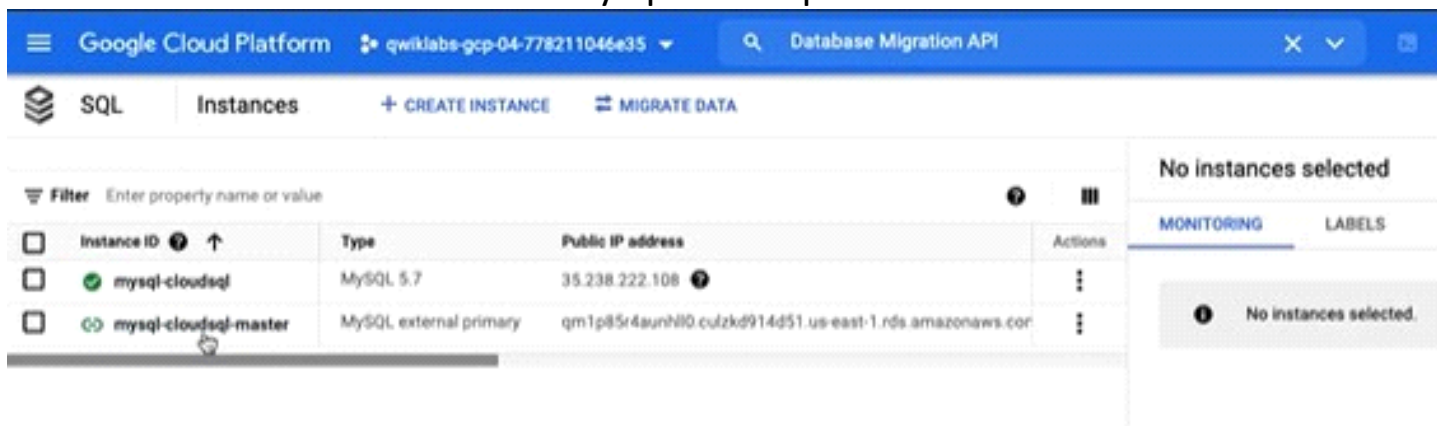 Google Cloud Platform qwiklabs-gcp-04-778211046e35 Database Migration API
SQL Instances + CREATE INSTANCE MIGRATE DATA
No instances selected
Filter Enter property name or value
MONITORING LABELS
Instance ID Type Public IP address Actions
mysql-cloudsql MySQL 5.7 35.238.222.108
No instances selected.
mysql-cloudsql-master MySQL external primary qm1p85r4aunhll0.culzkd914d51.us-east-1.rds.amazonaws.cor